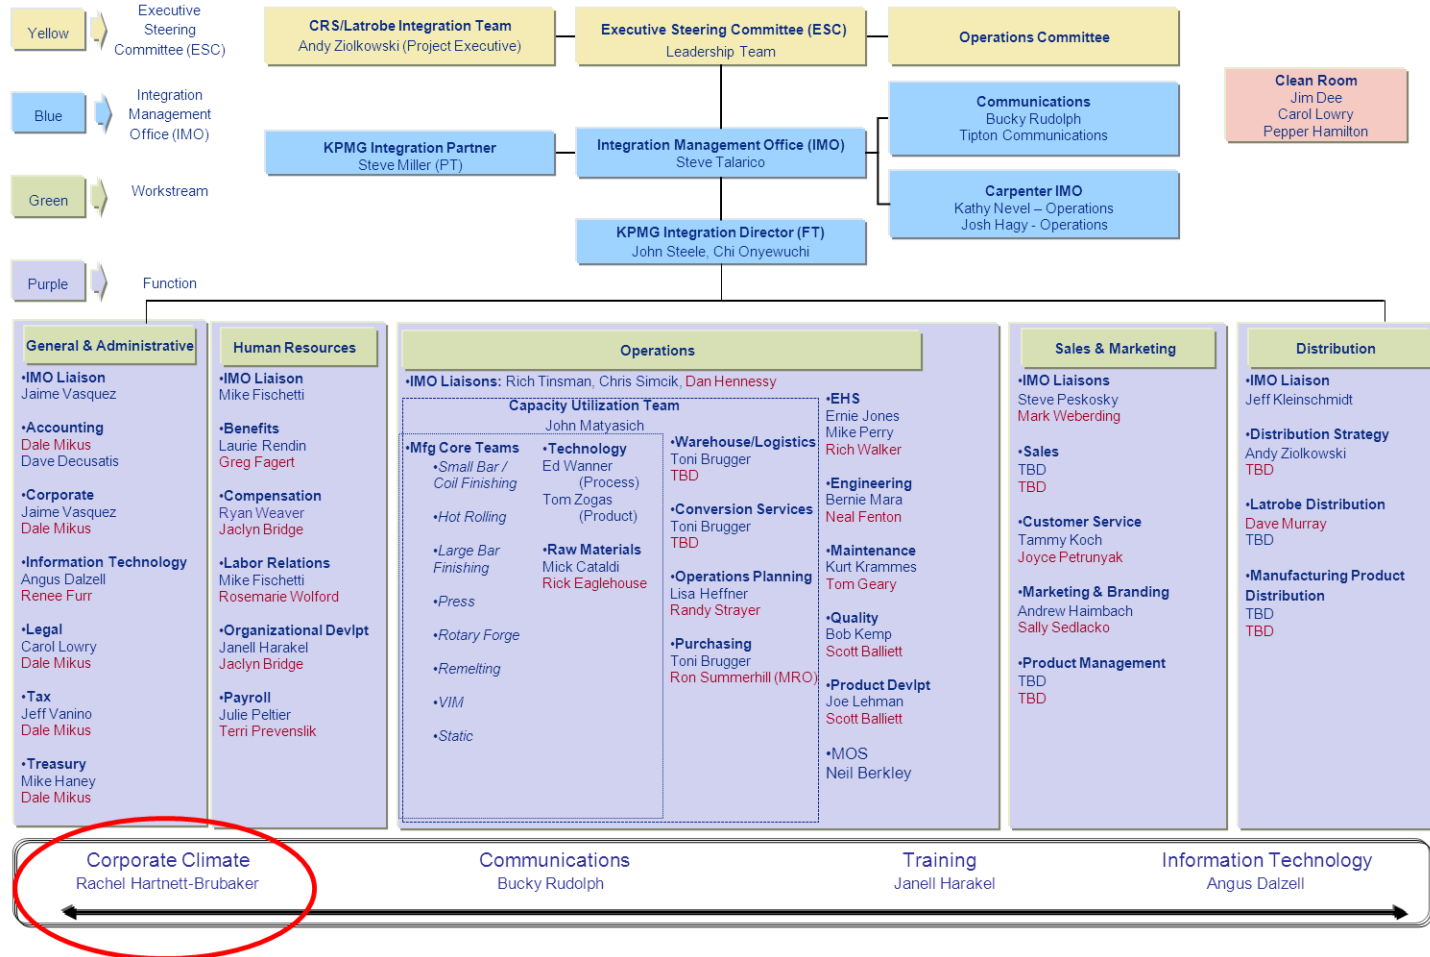 Yellow
Executive
Steering
Committee (ESC)
Blue
Integration
Management
Office (IMO)
Green
Workstream
Purple
Function
CRS/Latrobe Integration Team
Andy Ziolkowski (Project Executive)
Executive Steering Committee (ESC)
Leadership Team
Operations Committee
Clean Room
Jim Dee
Carol Lowry
Pepper Hamilton
Communications
Bucky Rudolph
Tipton Communications
KPMG Integration Partner
Steve Miller (PT)
Integration Management Office (IMO)
Steve Talarico
Carpenter IMO
Kathy Nevel – Operations
Josh Hagy - Operations
KPMG Integration Director (FT)
John Steele, Chi Onyewuchi
General & Administrative
•IMO Liaison
Jaime Vasquez
•Accounting
Dale Mikus
Dave Decusatis
•Corporate
Jaime Vasquez
Dale Mikus
•Information Technology
Angus Dalzell
Renee Furr
•Legal
Carol Lowry
Dale Mikus
•Tax
Jeff Vanino
Dale Mikus
•Treasury
Mike Haney
Dale Mikus
Human Resources
•IMO Liaison
Mike Fischetti
•Benefits
Laurie Rendin
Greg Fagert
•Compensation
Ryan Weaver
Jaclyn Bridge
•Labor Relations
Mike Fischetti
Rosemarie Wolford
•Organizational Devlpt
Janell Harakel
Jaclyn Bridge
•Payroll
Julie Peltier
Terri Prevenslik
Operations
•IMO Liaisons: Rich Tinsman, Chris Simcik, Dan Hennessy
Capacity Utilization Team
John Matyasich
•Mfg Core Teams
•Small Bar /
Coil Finishing
•Hot Rolling
•Large Bar
Finishing
•Press
•Rotary Forge
•Remelting
•VIM
•Static
•Technology
Ed Wanner
(Process)
Tom Zogas
(Product)
•Raw Materials
Mick Cataldi
Rick Eaglehouse
•Warehouse/Logistics
Toni Brugger
TBD
•Conversion Services
Toni Brugger
TBD
•Operations Planning
Lisa Heffner
Randy Strayer
•Purchasing
Toni Brugger
Ron Summerhill (MRO)
•EHS
Ernie Jones
Mike Perry
Rich Walker
•Engineering
Bernie Mara
Neal Fenton
•Maintenance
Kurt Krammes
Tom Geary
•Quality
Bob Kemp
Scott Balliett
•Product Devlpt
Joe Lehman
Scott Balliett
•MOS
Neil Berkley
Sales & Marketing
•IMO Liaisons
Steve Peskosky
Mark Weberding
•Sales
TBD
TBD
•Customer Service
Tammy Koch
Joyce Petrunyak
•Marketing & Branding
Andrew Haimbach
Sally Sedlacko
•Product Management
TBD
TBD
Distribution
•IMO Liaison
Jeff Kleinschmidt
•Distribution Strategy
Andy Ziolkowski
TBD
•Latrobe Distribution
Dave Murray
TBD
•Manufacturing Product
Distribution
TBD
TBD
Corporate Climate
Rachel Hartnett-Brubaker
Communications
Bucky Rudolph
Training
Janell Harakel
Information Technology
Angus Dalzell